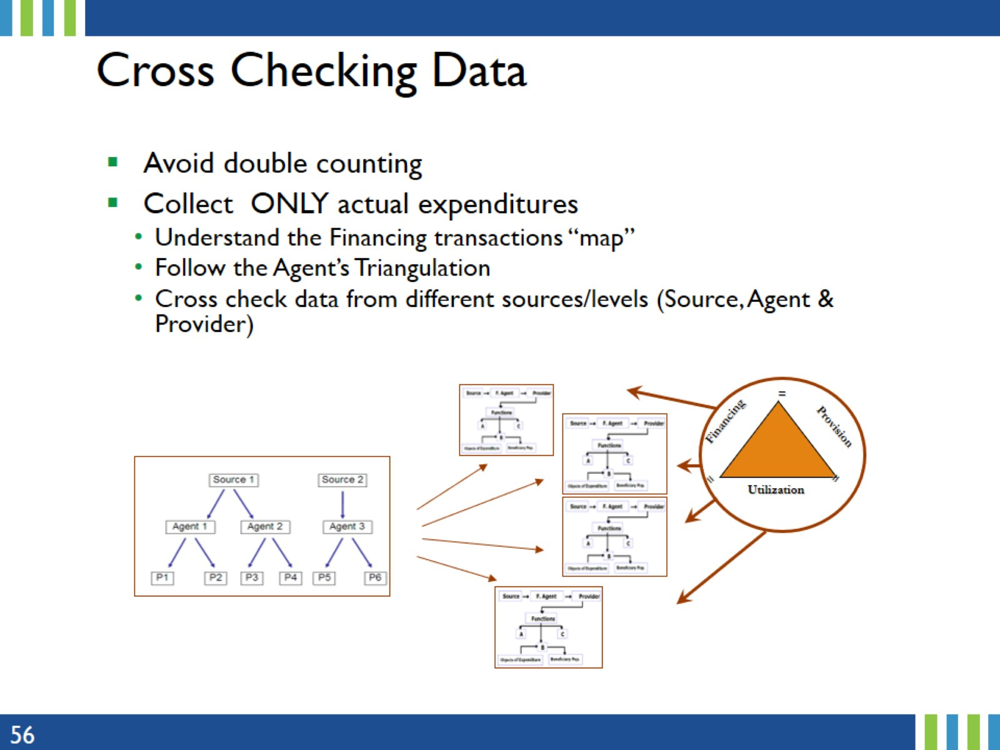 Cross Checking Data
Avoid double counting
Collect ONLY actual expenditures
Understand the Financing transactions “map”
Follow the Agent’s Triangulation
Cross check data from different sources/levels (Source, Agent &
Provider)
Source 1
Source 2
Agent 1
Agent 2
Agent 3
P1
P2
P3
P4
P5
P6
Source
F. Agent
Provider
Functions
A
C
B
Objects of Expenditure
Beneficiary Pop.
Source
F. Agent
Provider
Functions
A
C
B
Objects of Expenditure
Beneficiary Pop.
Source
F. Agent
Provider
Functions
A
C
B
Objects of Expenditure
Beneficiary Pop.
Source
F. Agent
Provider
Functions
A
C
B
Objects of Expenditure
Beneficiary Pop.
=
Financing
Provision
=
=
Utilization
56